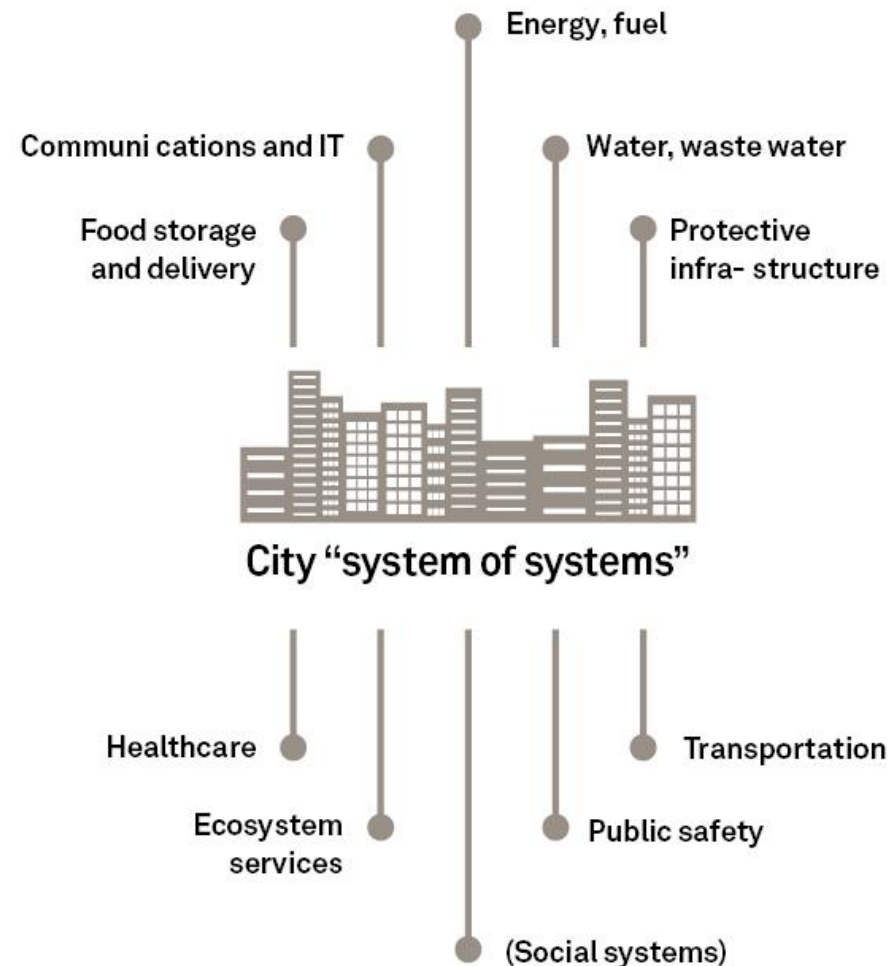 Energy, fuel
Communi cations and IT
Water, waste water
Food storage
and delivery
Protective
infra- structure
City “system of systems”
Healthcare
Transportation
Ecosystem
services
Public safety
(Social systems)